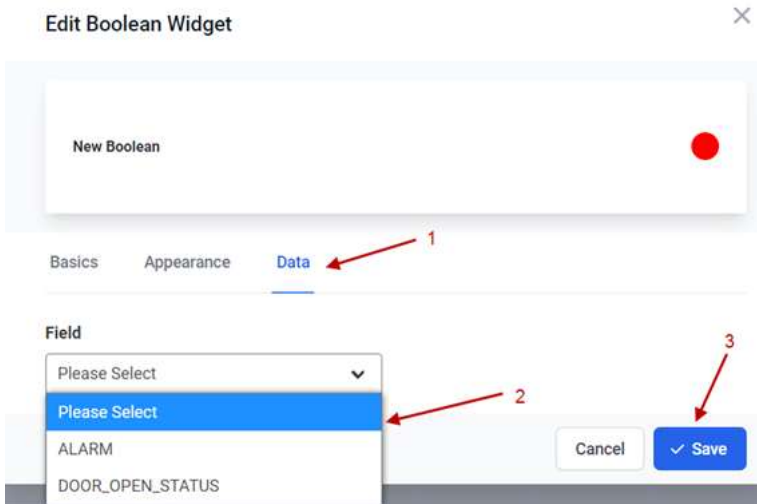 Edit Boolean Widget
New Boolean
1
Basics Appearance Data
Field
3
Please Select
2
Please Select
ALARM
Cancel Save
DOOR_OPEN_STATUS